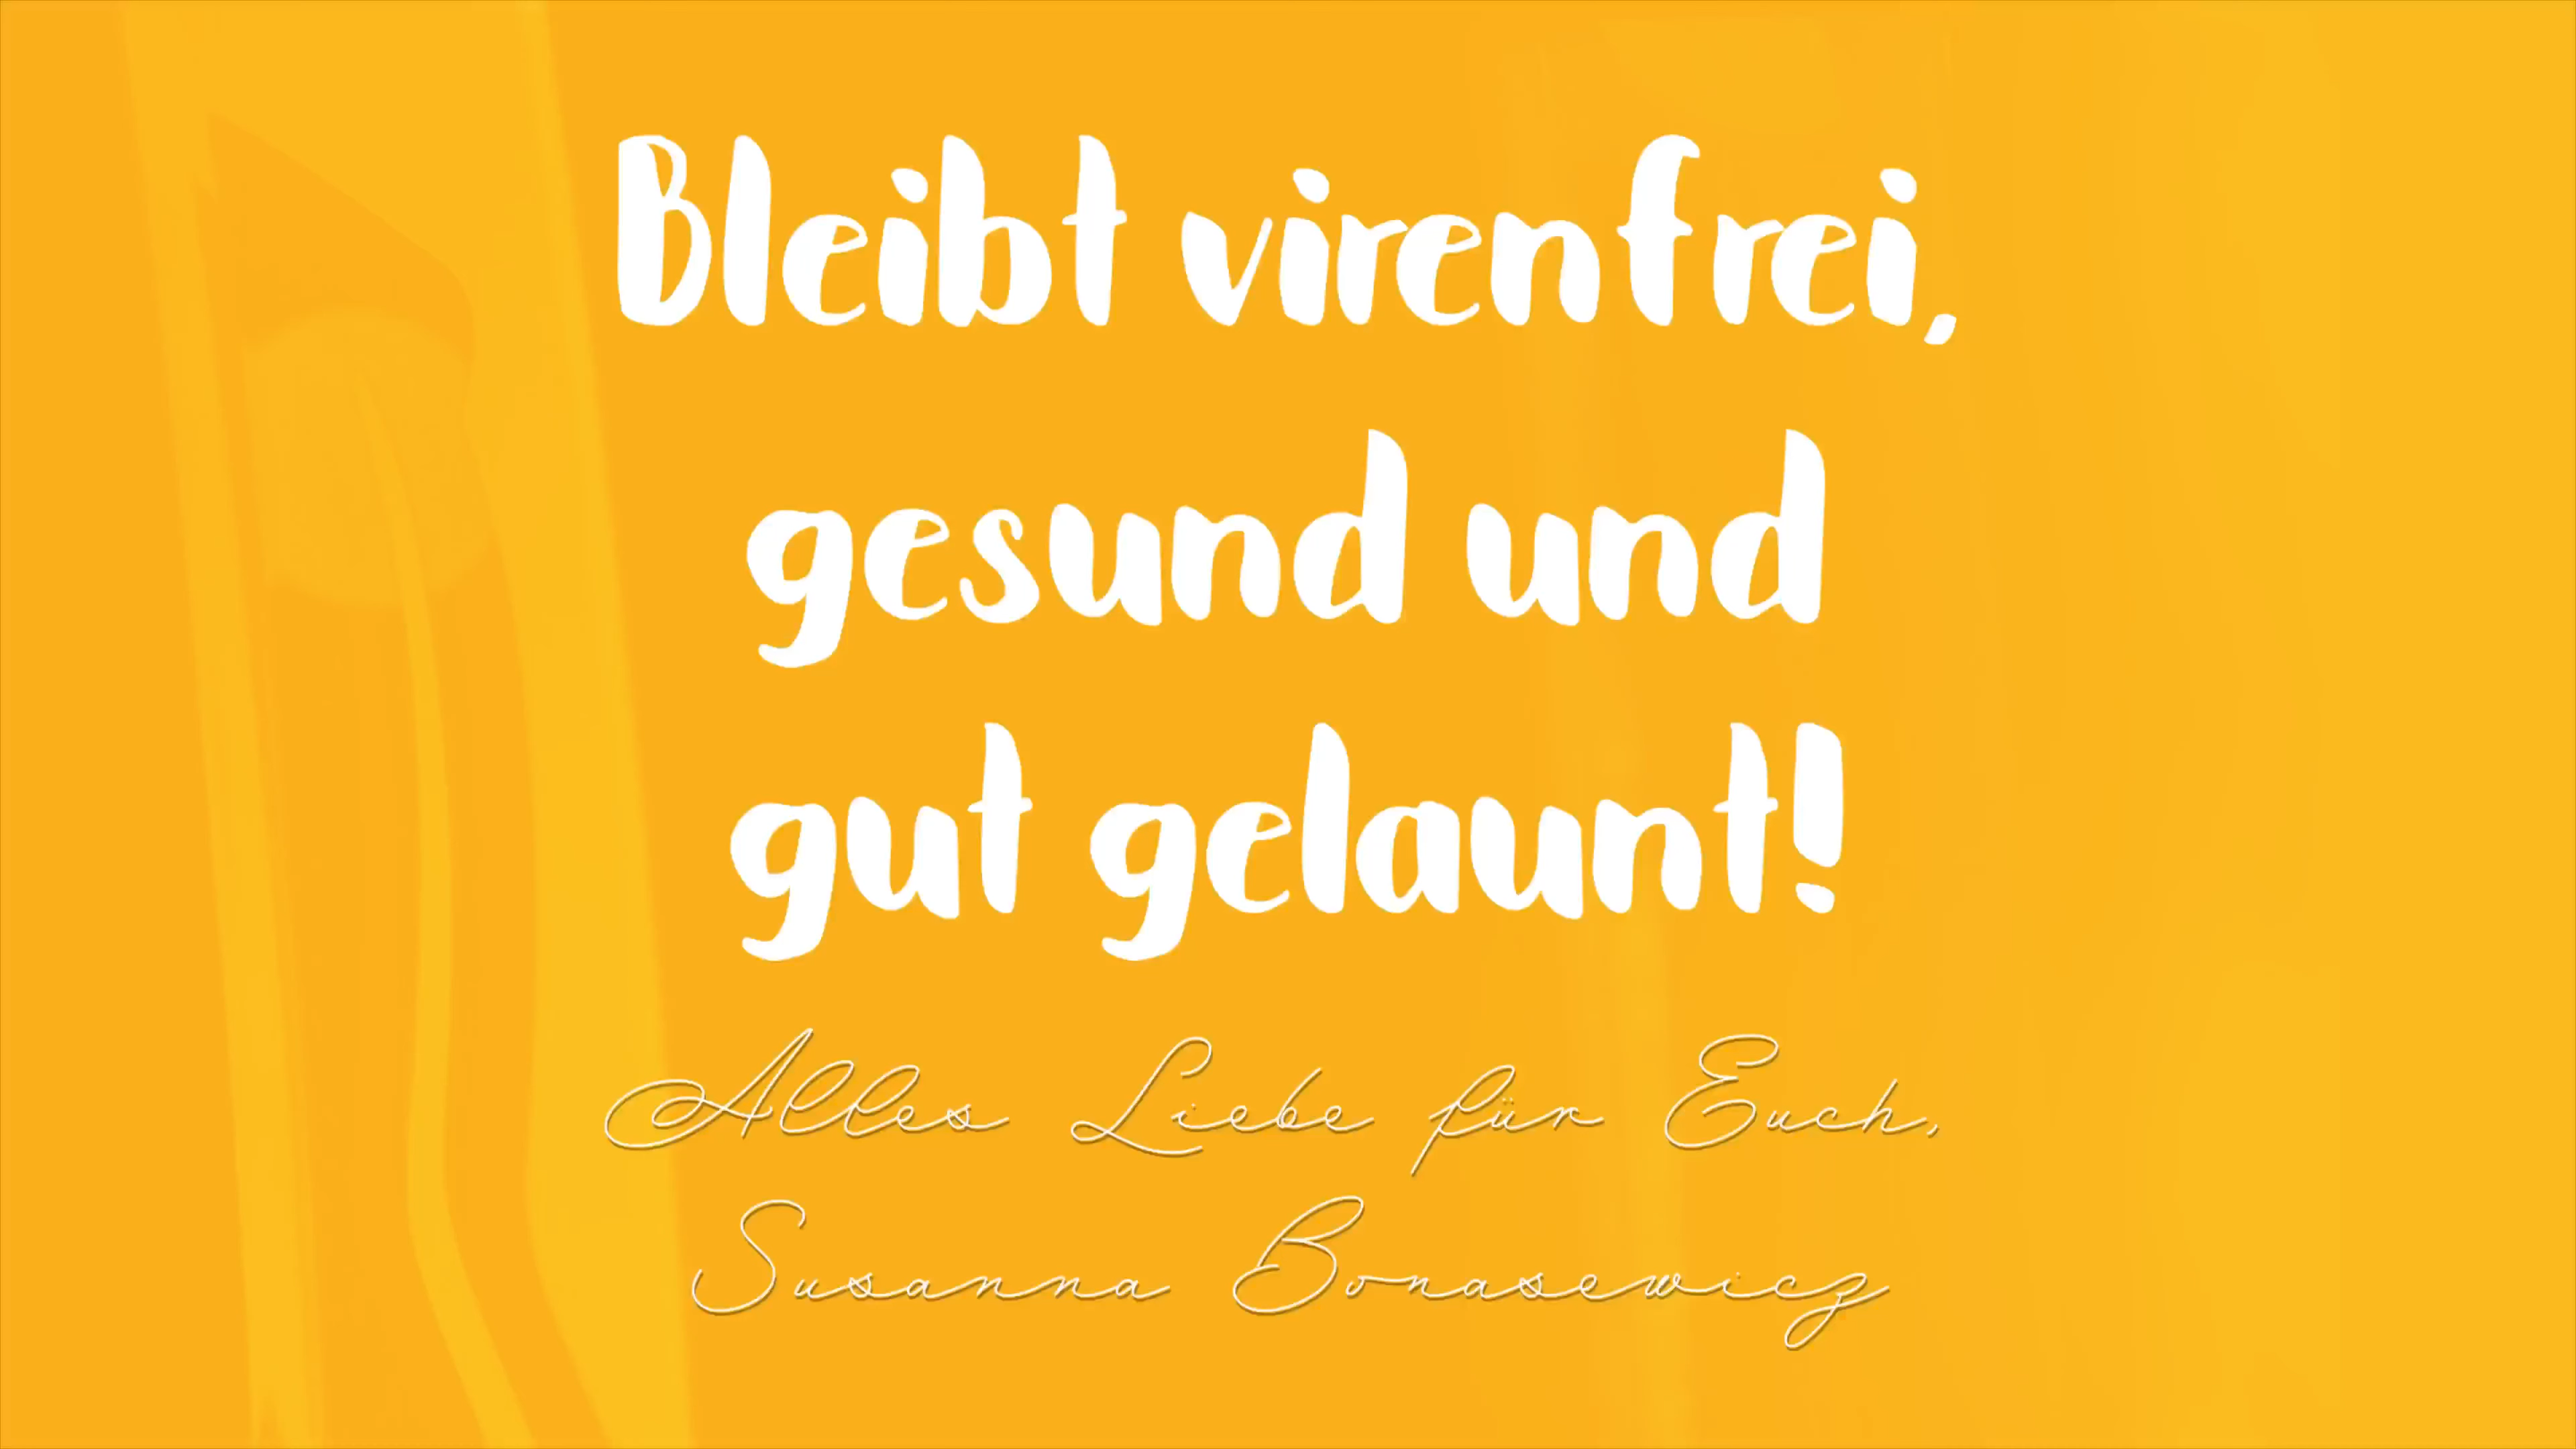 Bleibt virenfrei,
gesund und
gut gelaunt!
Alles Liebe für Euch,
Susanna Bonasewicz